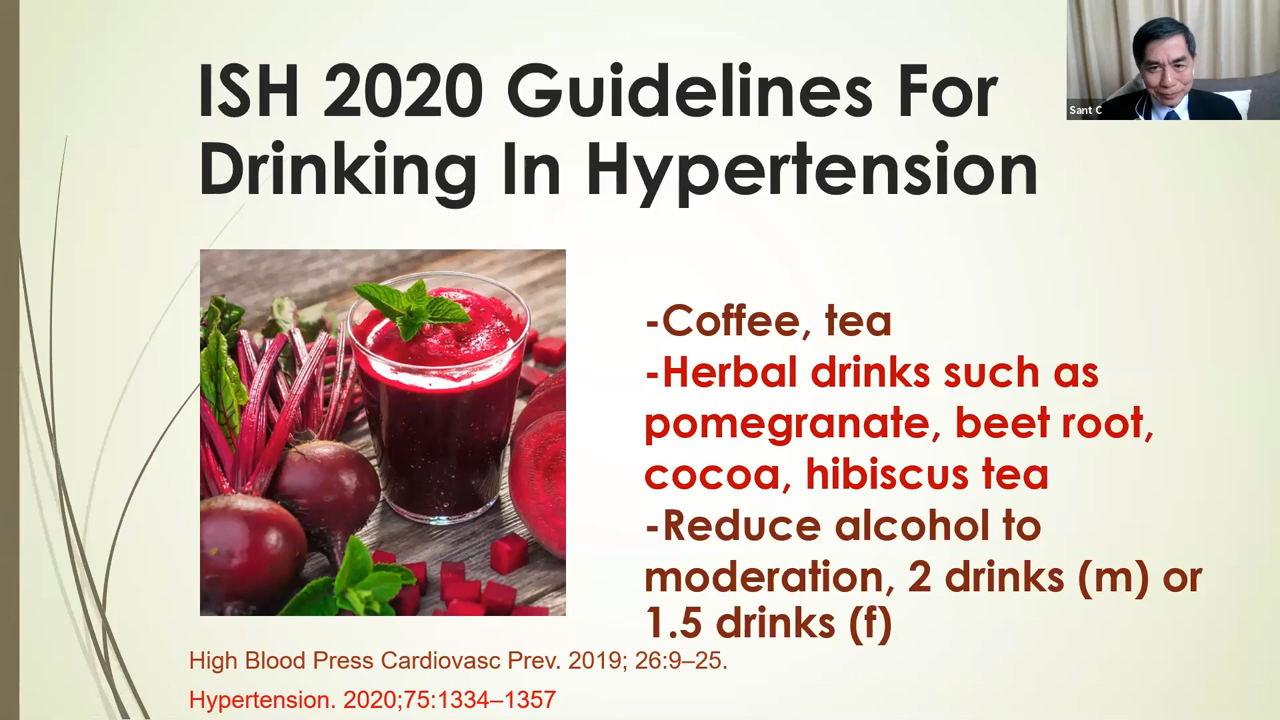 ISH 2020 Guidelines For
Drinking In Hypertension
Sant C
-Coffee, tea
-Herbal drinks such as
pomegranate, beet root,
cocoa, hibiscus tea
-Reduce alcohol to
moderation, 2 drinks (m) or
1.5 drinks (f)
High Blood Press Cardiovasc Prev. 2019; 26:9–25.
Hypertension. 2020;75:1334–1357